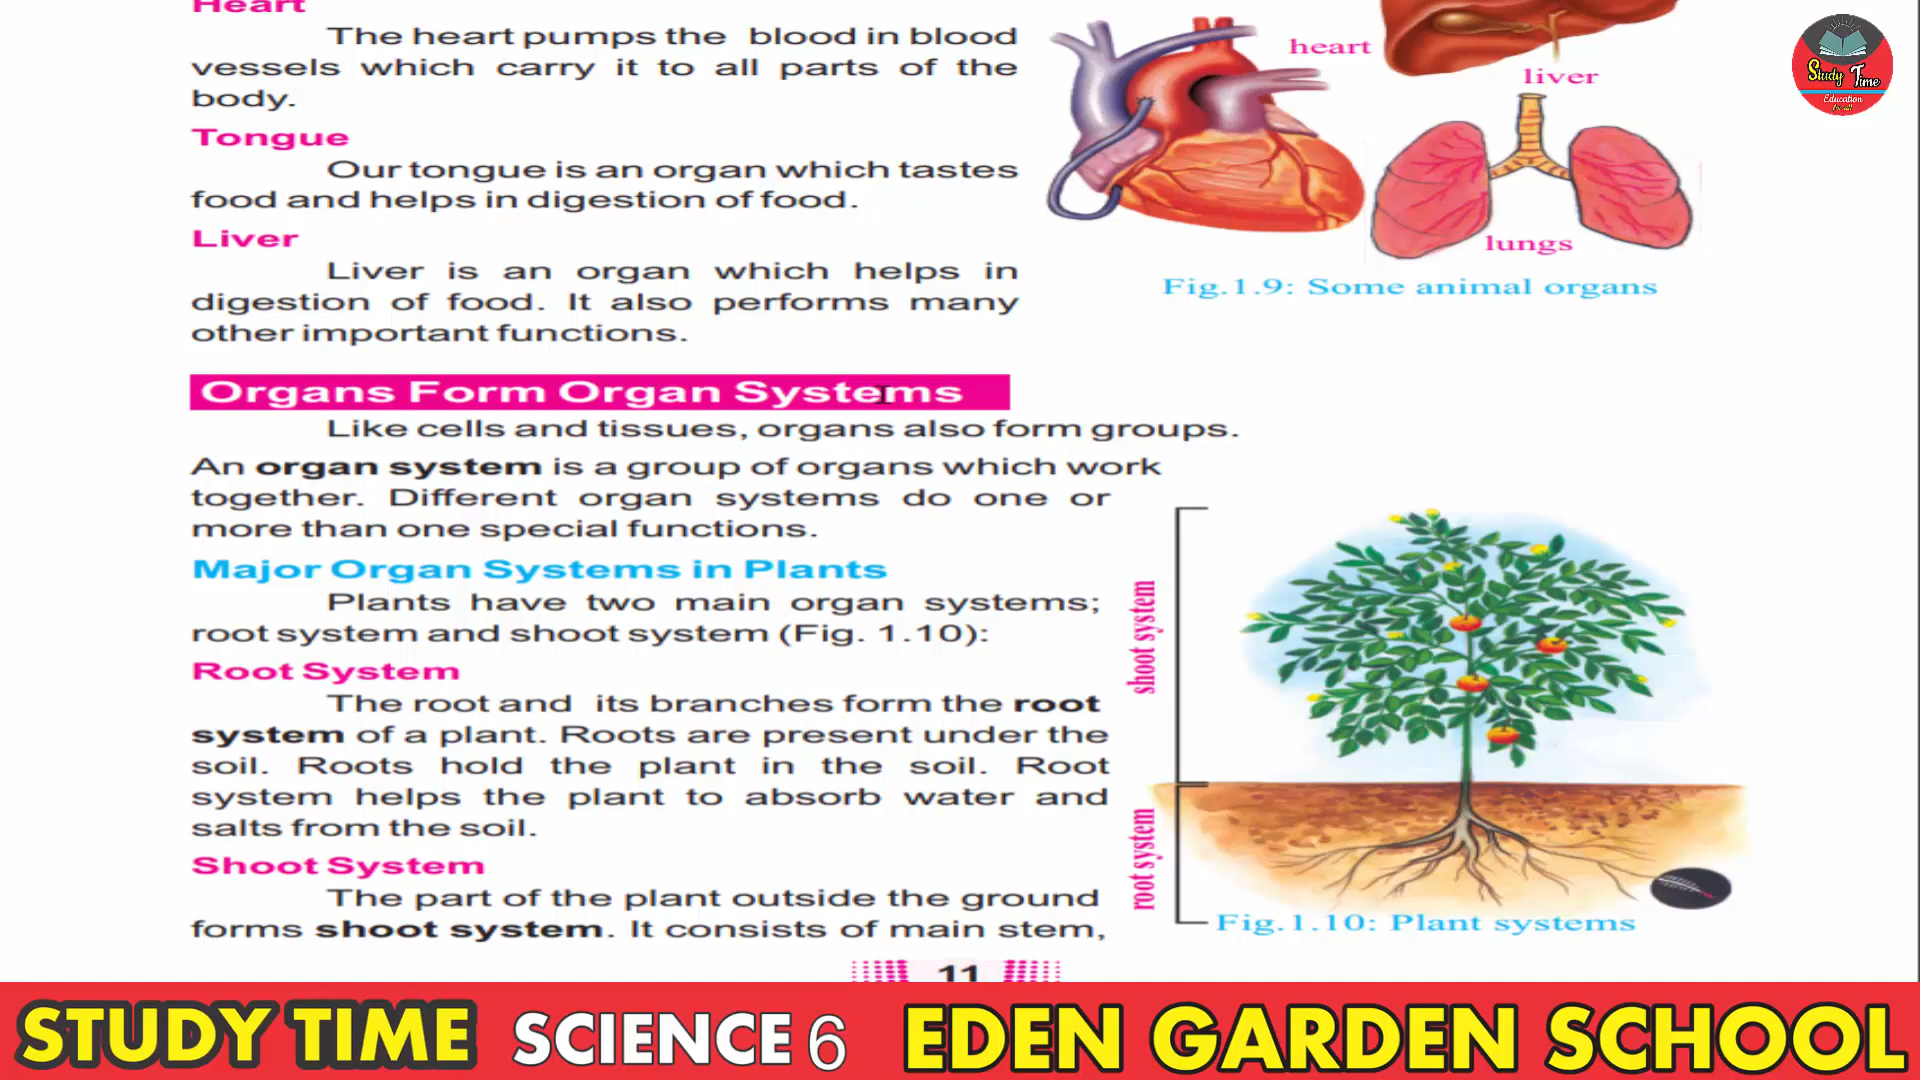 Heart
The heart pumps the blood in blood
vessels which carry it to all parts of the
body.
Tongue
Our tongue is an organ which tastes
food and helps in digestion of food.
Liver
Liver is an organ which helps in
digestion of food. It also performs many
other important functions.
heart
liver
lungs
Fig.1.9: Some animal organs
Study Time
Education
for all
Organs Form Organ Systems
Like cells and tissues, organs also form groups.
An organ system is a group of organs which work
together. Different organ systems do one or
more than one special functions.
Major Organ Systems in Plants
Plants have two main organ systems;
root system and shoot system (Fig. 1.10):
Root System
The root and its branches form the root
system of a plant. Roots are present under the
soil. Roots hold the plant in the soil. Root
system helps the plant to absorb water and
salts from the soil.
Shoot System
The part of the plant outside the ground
forms shoot system. It consists of main stem,
shoot system
root system
Fig.1.10: Plant systems
11
STUDY TIME SCIENCE 6 EDEN GARDEN SCHOOL